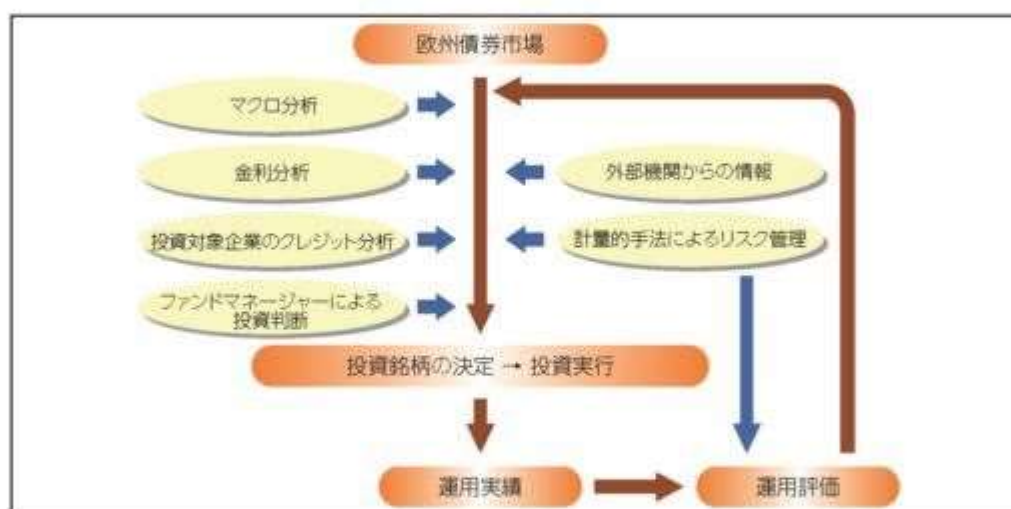 欧州債券市場
マクロ分析
金利分析
外部機関からの情報
投資対象企業のクレジット分析
計量的手法によるリスク管理
ファンドマネージャーによる
投資判断
投資銘柄の決定 → 投資実行
運用実績
運用評価